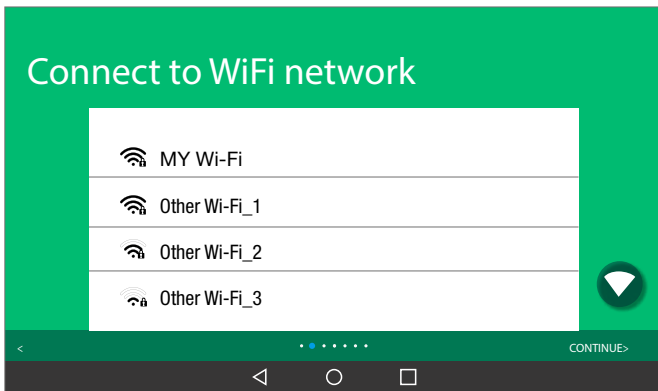 Connect to WiFi network
MY Wi-Fi
Other Wi-Fi_1
Other Wi-Fi_2
Other Wi-Fi_3
< CONTINUE>